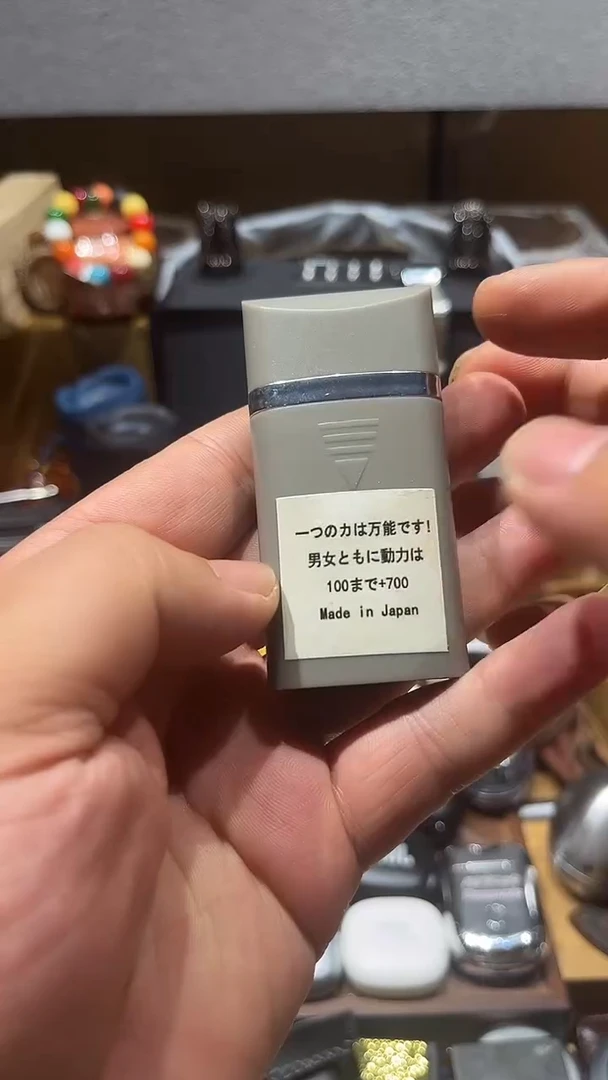 一つのカは万能です!
男女ともに動力は
100まで+700
Made in Japan